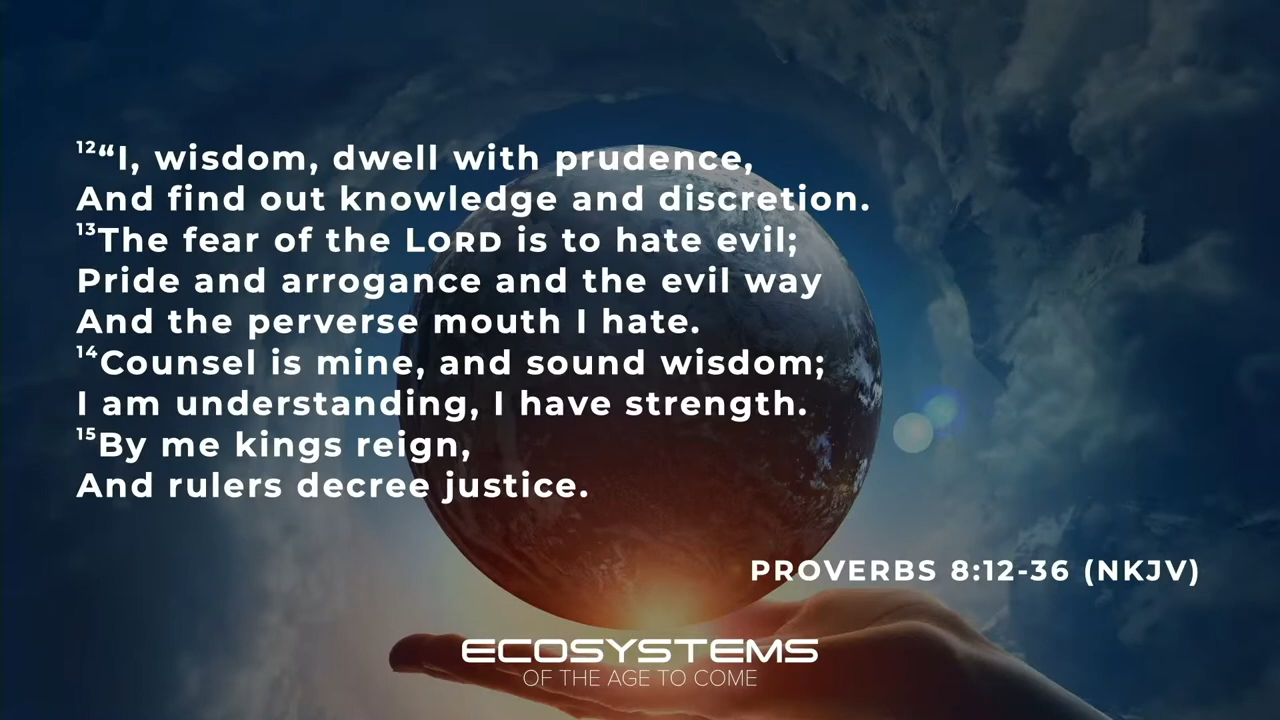 ¹²“I, wisdom, dwell with prudence,
And find out knowledge and discretion.
¹³The fear of the LORD is to hate evil;
Pride and arrogance and the evil way
And the perverse mouth I hate.
¹⁴Counsel is mine, and sound wisdom;
I am understanding, I have strength.
¹⁵By me kings reign,
And rulers decree justice.
PROVERBS 8:12-36 (NKJV)
ECOSYSTEMS
OF THE AGE TO COME